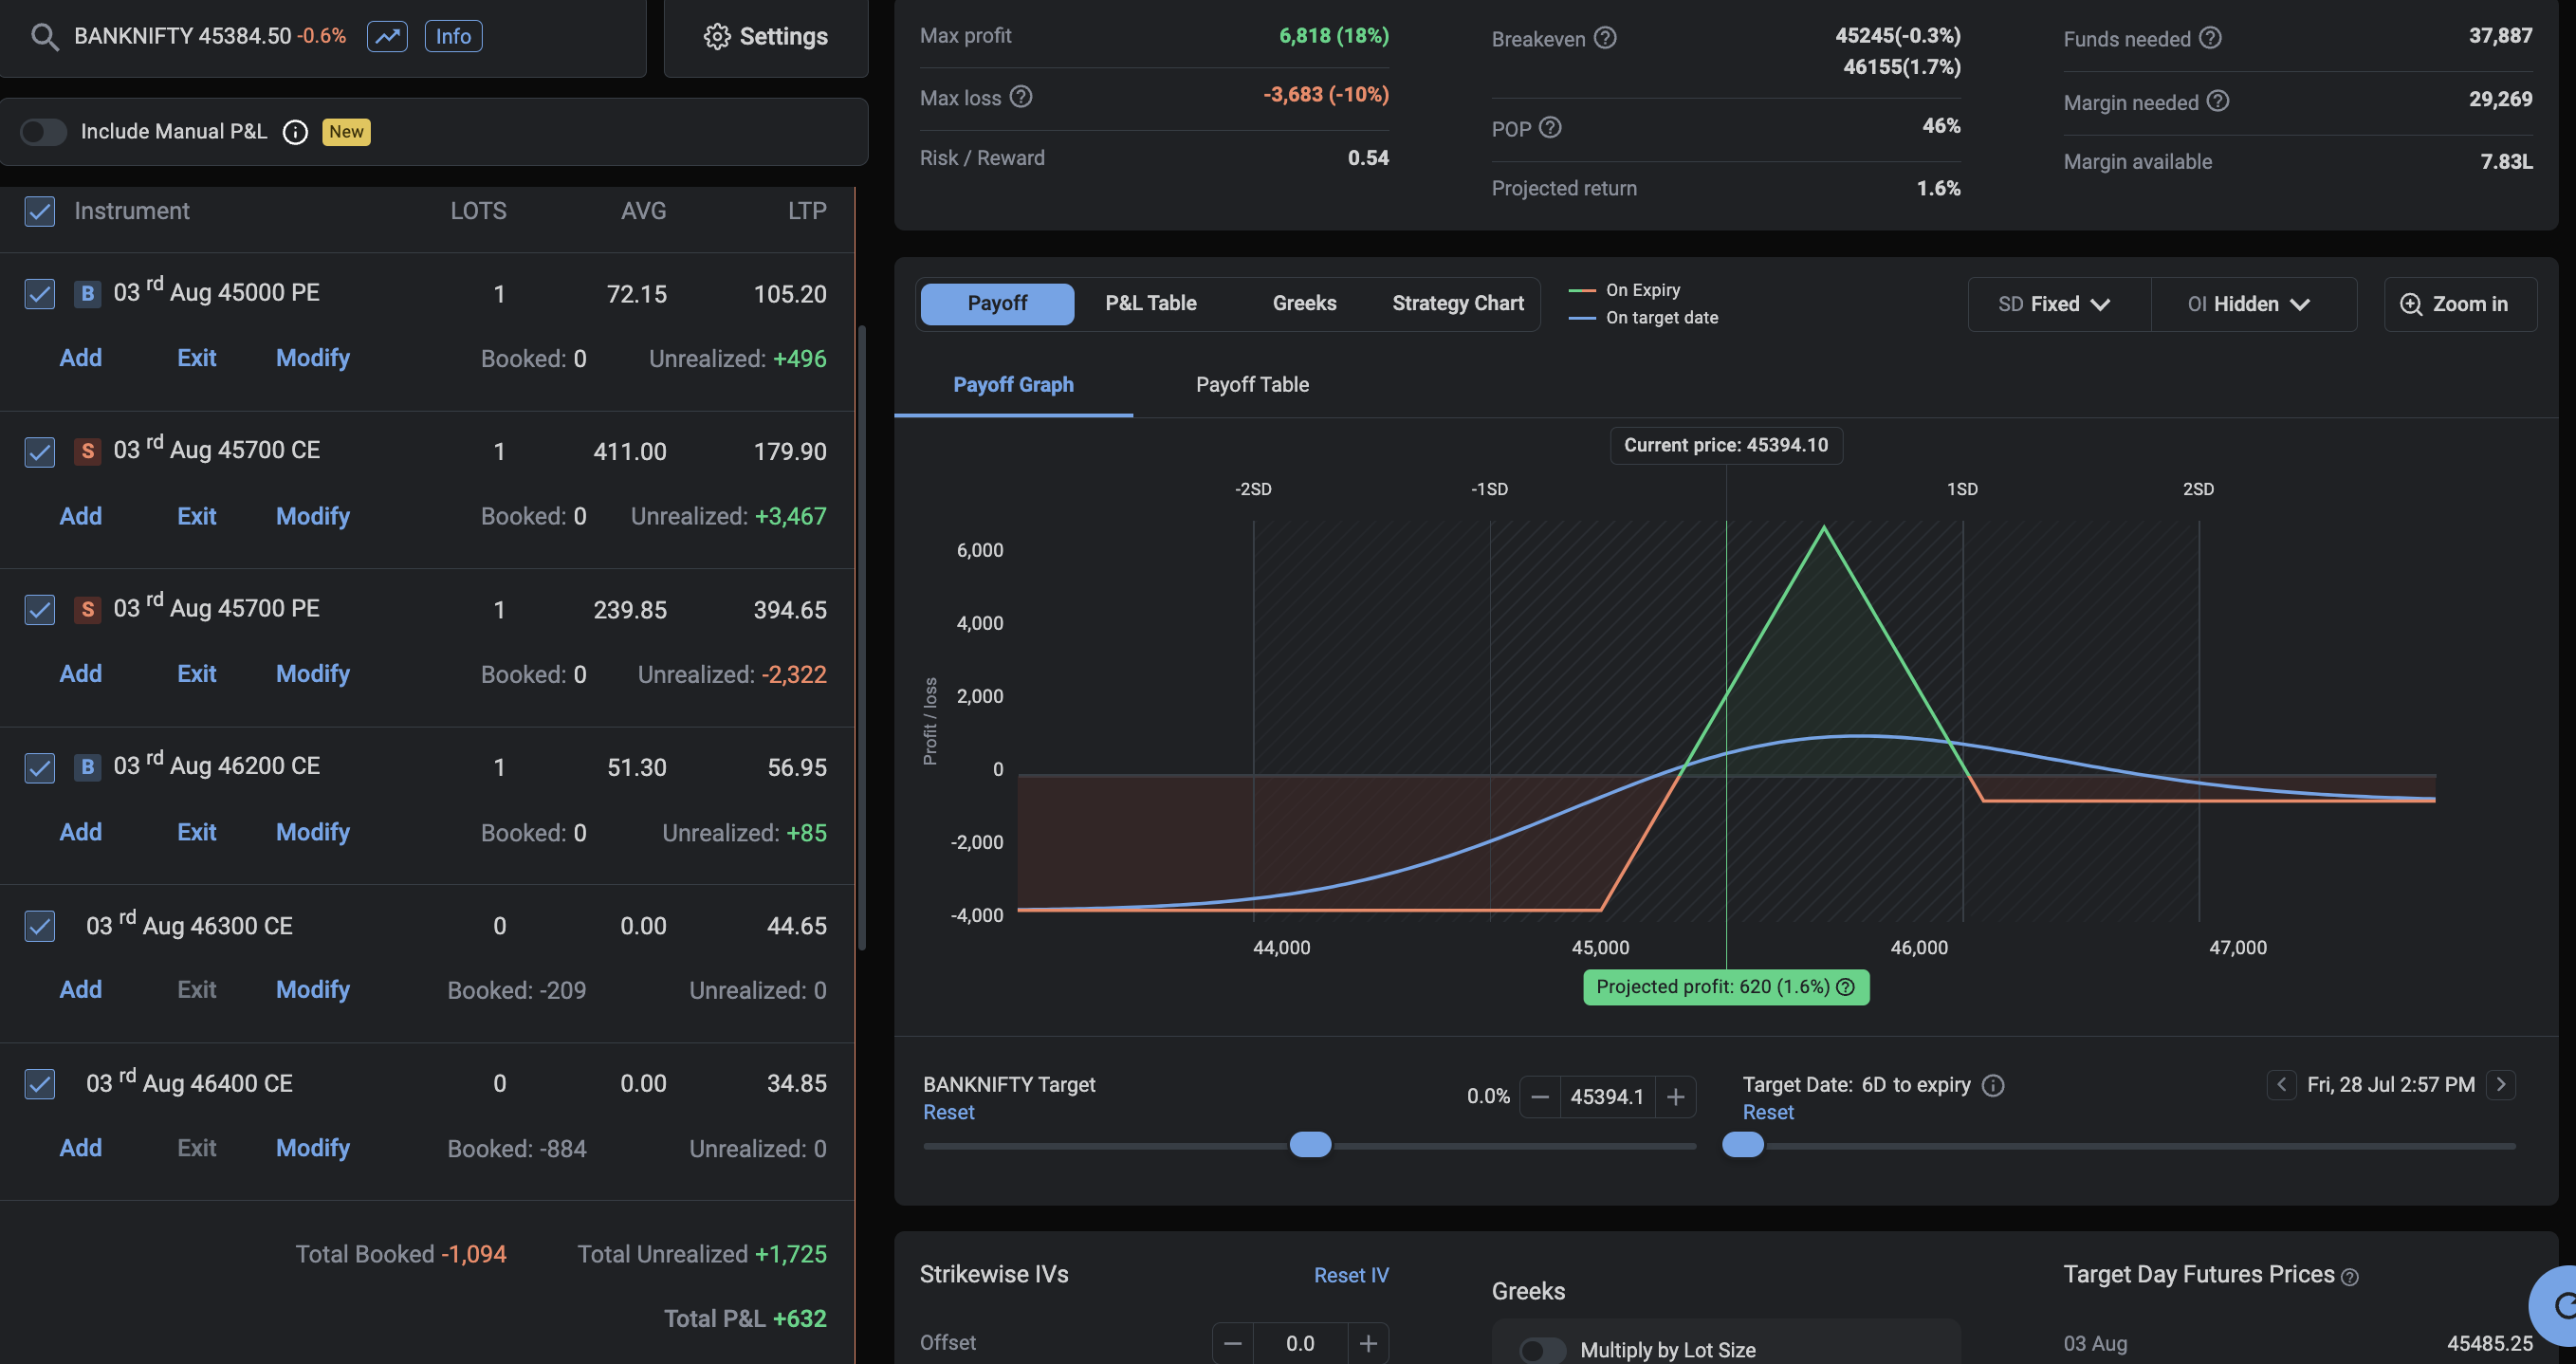 BANKNIFTY 45384.50 -0.6% Info
Settings
Include Manual P&L New
Instrument LOTS AVG LTP
B 03 rd Aug 45000 PE 1 72.15 105.20
Add Exit Modify Booked: 0 Unrealized: +496
S 03 rd Aug 45700 CE 1 411.00 179.90
Add Exit Modify Booked: 0 Unrealized: +3,467
S 03 rd Aug 45700 PE 1 239.85 394.65
Add Exit Modify Booked: 0 Unrealized: -2,322
B 03 rd Aug 46200 CE 1 51.30 56.95
Add Exit Modify Booked: 0 Unrealized: +85
03 rd Aug 46300 CE 0 0.00 44.65
Add Exit Modify Booked: -209 Unrealized: 0
03 rd Aug 46400 CE 0 0.00 34.85
Add Exit Modify Booked: -884 Unrealized: 0
Total Booked -1,094 Total Unrealized +1,725
Total P&L +632
Max profit 6,818 (18%)
Max loss ? -3,683 (-10%)
Risk / Reward 0.54
Breakeven ? 45245(-0.3%)
46155(1.7%)
POP ? 46%
Projected return 1.6%
Funds needed ? 37,887
Margin needed ? 29,269
Margin available 7.83L
Payoff P&L Table Greeks Strategy Chart
On Expiry
On target date
SD Fixed OI Hidden Zoom in
Payoff Graph Payoff Table
Current price: 45394.10
-2SD -1SD 1SD 2SD
Profit / loss
6,000
4,000
2,000
0
-2,000
-4,000
44,000 45,000 46,000 47,000
Projected profit: 620 (1.6%) ?
BANKNIFTY Target 0.0% − 45394.1 +
Reset
Target Date: 6D to expiry < Fri, 28 Jul 2:57 PM >
Reset
Strikewise IVs Reset IV
Offset − 0.0 +
Greeks
Multiply by Lot Size
Target Day Futures Prices ?
03 Aug 45485.25